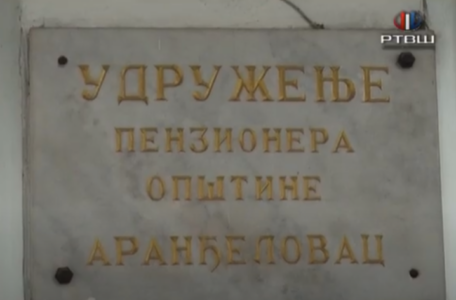 РТВШ
УДРУЖЕЊЕ
ПЕНЗИОНЕРА
ОПШТИНЕ
АРАНЂЕЛОВАЦ